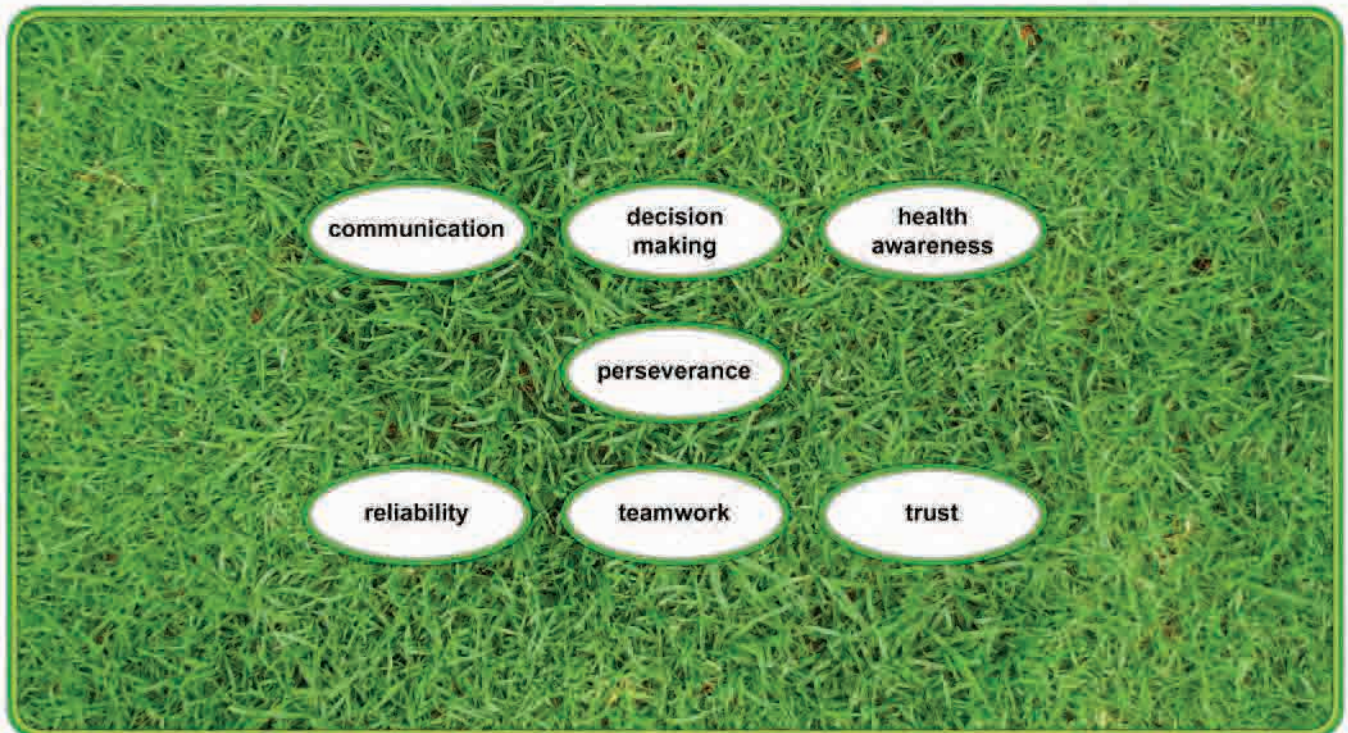 communication
decision
making
health
awareness
perseverance
reliability
teamwork
trust